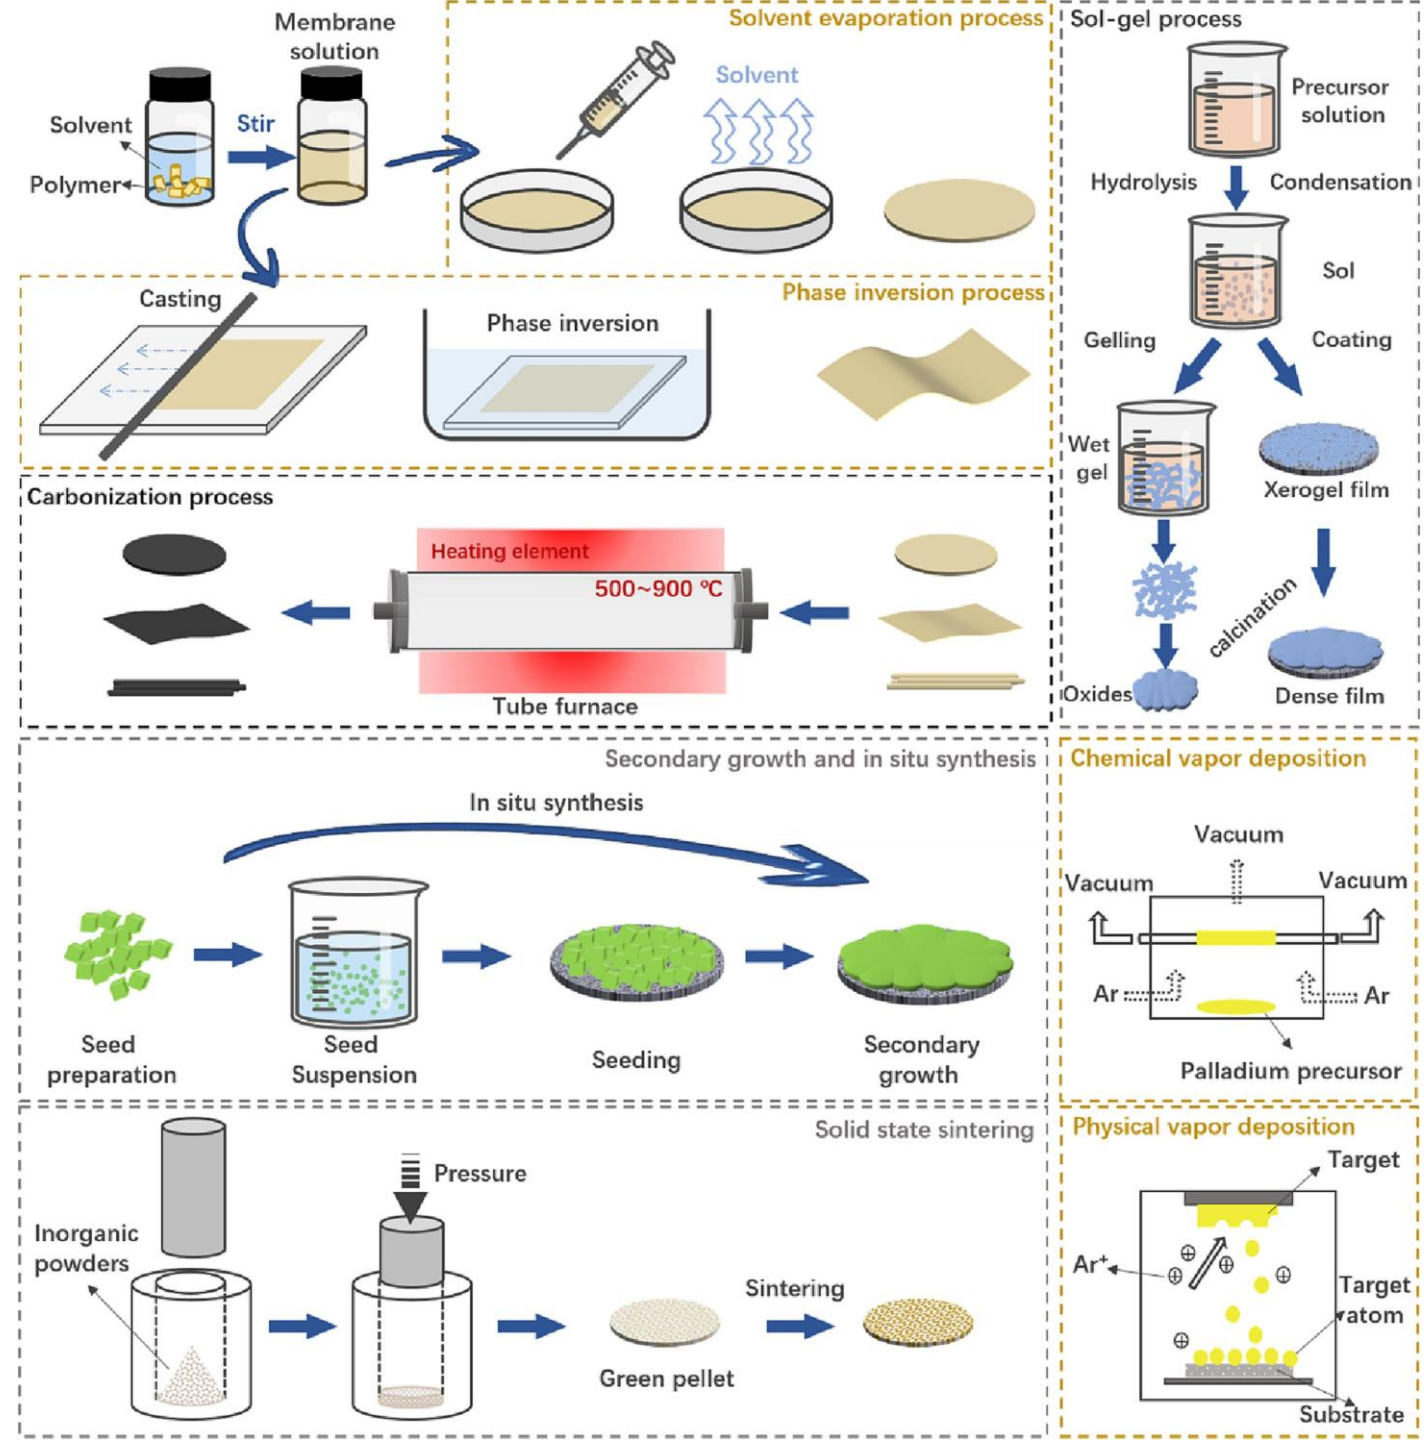 Membrane
solution
Solvent
Stir
Polymer
Solvent evaporation process
Solvent
Phase inversion process
Casting
Phase inversion
Carbonization process
Heating element
500~900 ℃
Tube furnace
Sol-gel process
Precursor
solution
Hydrolysis
Condensation
Sol
Gelling
Coating
Wet
gel
Xerogel film
calcination
Oxides
Dense film
Secondary growth and in situ synthesis
In situ synthesis
Seed
preparation
Seed
Suspension
Seeding
Secondary
growth
Chemical vapor deposition
Vacuum
Vacuum
Vacuum
Ar
Ar
Palladium precursor
Solid state sintering
Pressure
Inorganic
powders
Sintering
Green pellet
Physical vapor deposition
Target
Ar⁺
Target
atom
Substrate